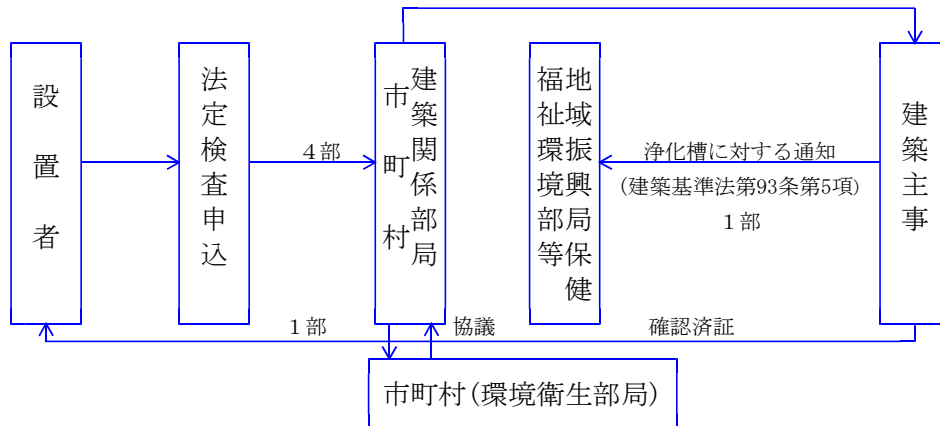 設置者
法定検査申込
4部
市町村
建築関係部局
地域振興局保健
福祉環境部等
浄化槽に対する通知
(建築基準法第93条第5項)
1部
建築主事
1部
協議
確認済証
市町村(環境衛生部局)